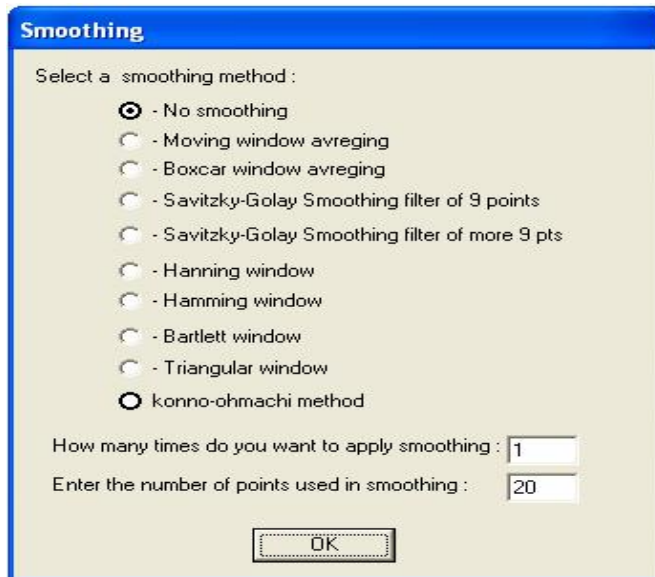 Smoothing
Select a smoothing method :
- No smoothing
- Moving window avreging
- Boxcar window avreging
- Savitzky-Golay Smoothing filter of 9 points
- Savitzky-Golay Smoothing filter of more 9 pts
- Hanning window
- Hamming window
- Bartlett window
- Triangular window
konno-ohmachi method
How many times do you want to apply smoothing : 1
Enter the number of points used in smoothing : 20
OK